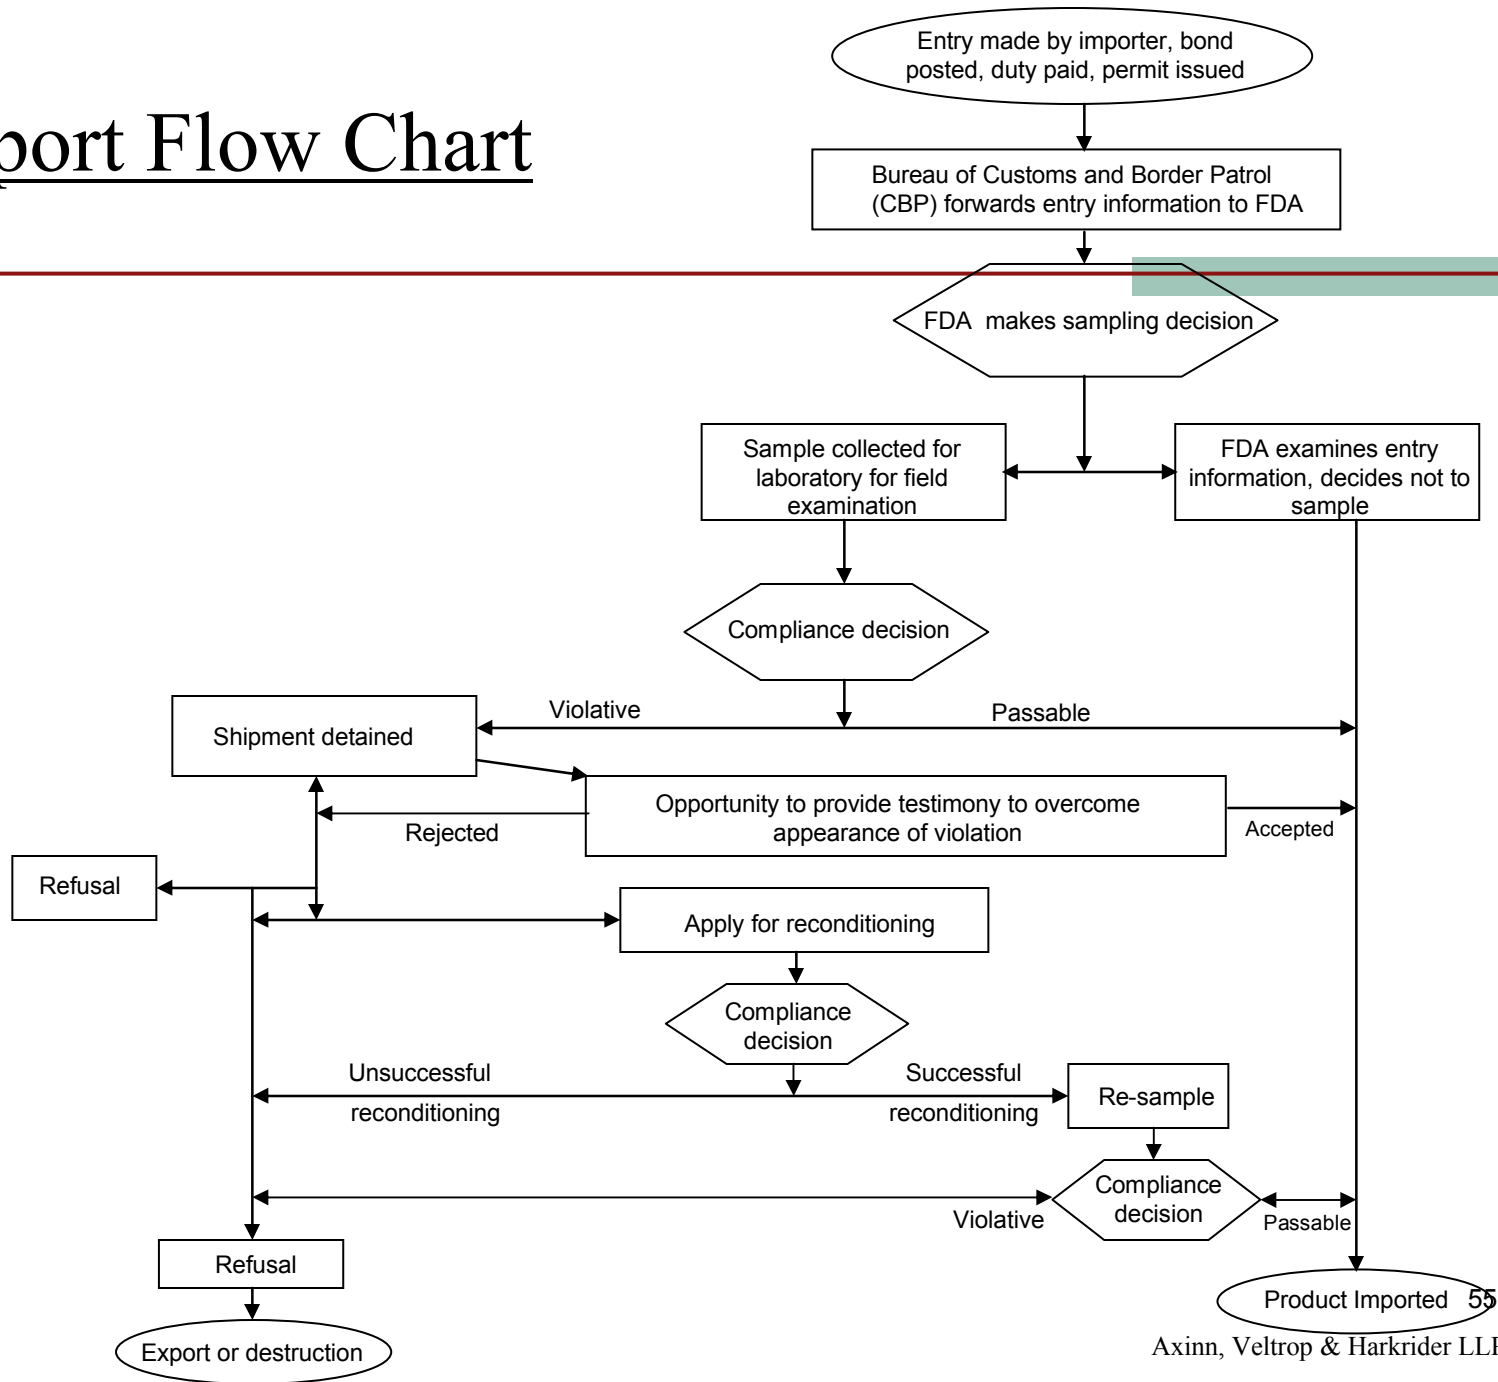 port Flow Chart
Entry made by importer, bond
posted, duty paid, permit issued
Bureau of Customs and Border Patrol
(CBP) forwards entry information to FDA
FDA makes sampling decision
Sample collected for
laboratory for field
examination
FDA examines entry
information, decides not to
sample
Compliance decision
Violative
Passable
Shipment detained
Opportunity to provide testimony to overcome
appearance of violation
Rejected
Accepted
Refusal
Apply for reconditioning
Compliance
decision
Unsuccessful
reconditioning
Successful
reconditioning
Re-sample
Compliance
decision
Violative
Passable
Refusal
Export or destruction
Product Imported
55
Axinn, Veltrop & Harkrider LLP